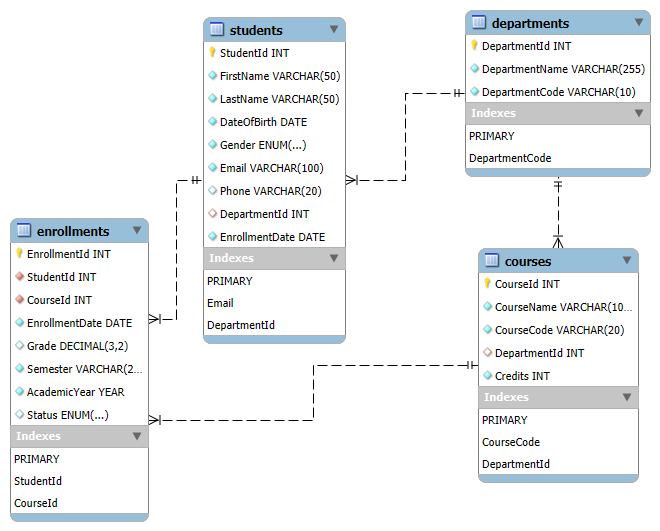 students
StudentId INT
FirstName VARCHAR(50)
LastName VARCHAR(50)
DateOfBirth DATE
Gender ENUM(...)
Email VARCHAR(100)
Phone VARCHAR(20)
DepartmentId INT
EnrollmentDate DATE
Indexes
PRIMARY
Email
DepartmentId
departments
DepartmentId INT
DepartmentName VARCHAR(255)
DepartmentCode VARCHAR(10)
Indexes
PRIMARY
DepartmentCode
enrollments
EnrollmentId INT
StudentId INT
CourseId INT
EnrollmentDate DATE
Grade DECIMAL(3,2)
Semester VARCHAR(2...
AcademicYear YEAR
Status ENUM(...)
Indexes
PRIMARY
StudentId
CourseId
courses
CourseId INT
CourseName VARCHAR(10...
CourseCode VARCHAR(20)
DepartmentId INT
Credits INT
Indexes
PRIMARY
CourseCode
DepartmentId